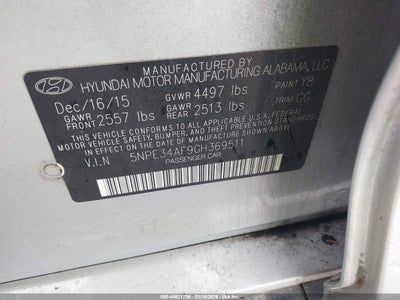 MANUFACTURED BY
HYUNDAI MOTOR MANUFACTURING ALABAMA, LLC
Dec/16/15 GVWR 4497 lbs PAINT Y8
GAWR FRONT 2557 lbs GAWR REAR 2513 lbs TRIM GG
THIS VEHICLE CONFORMS TO ALL APPLICABLE U.S.A. FEDERAL
MOTOR VEHICLE SAFETY, BUMPER, AND THEFT PREVENTION
STANDARDS IN EFFECT ON THE DATE OF MANUFACTURE SHOWN ABOVE.
V.I.N 5NPE34AF9GH369511
PASSENGER CAR